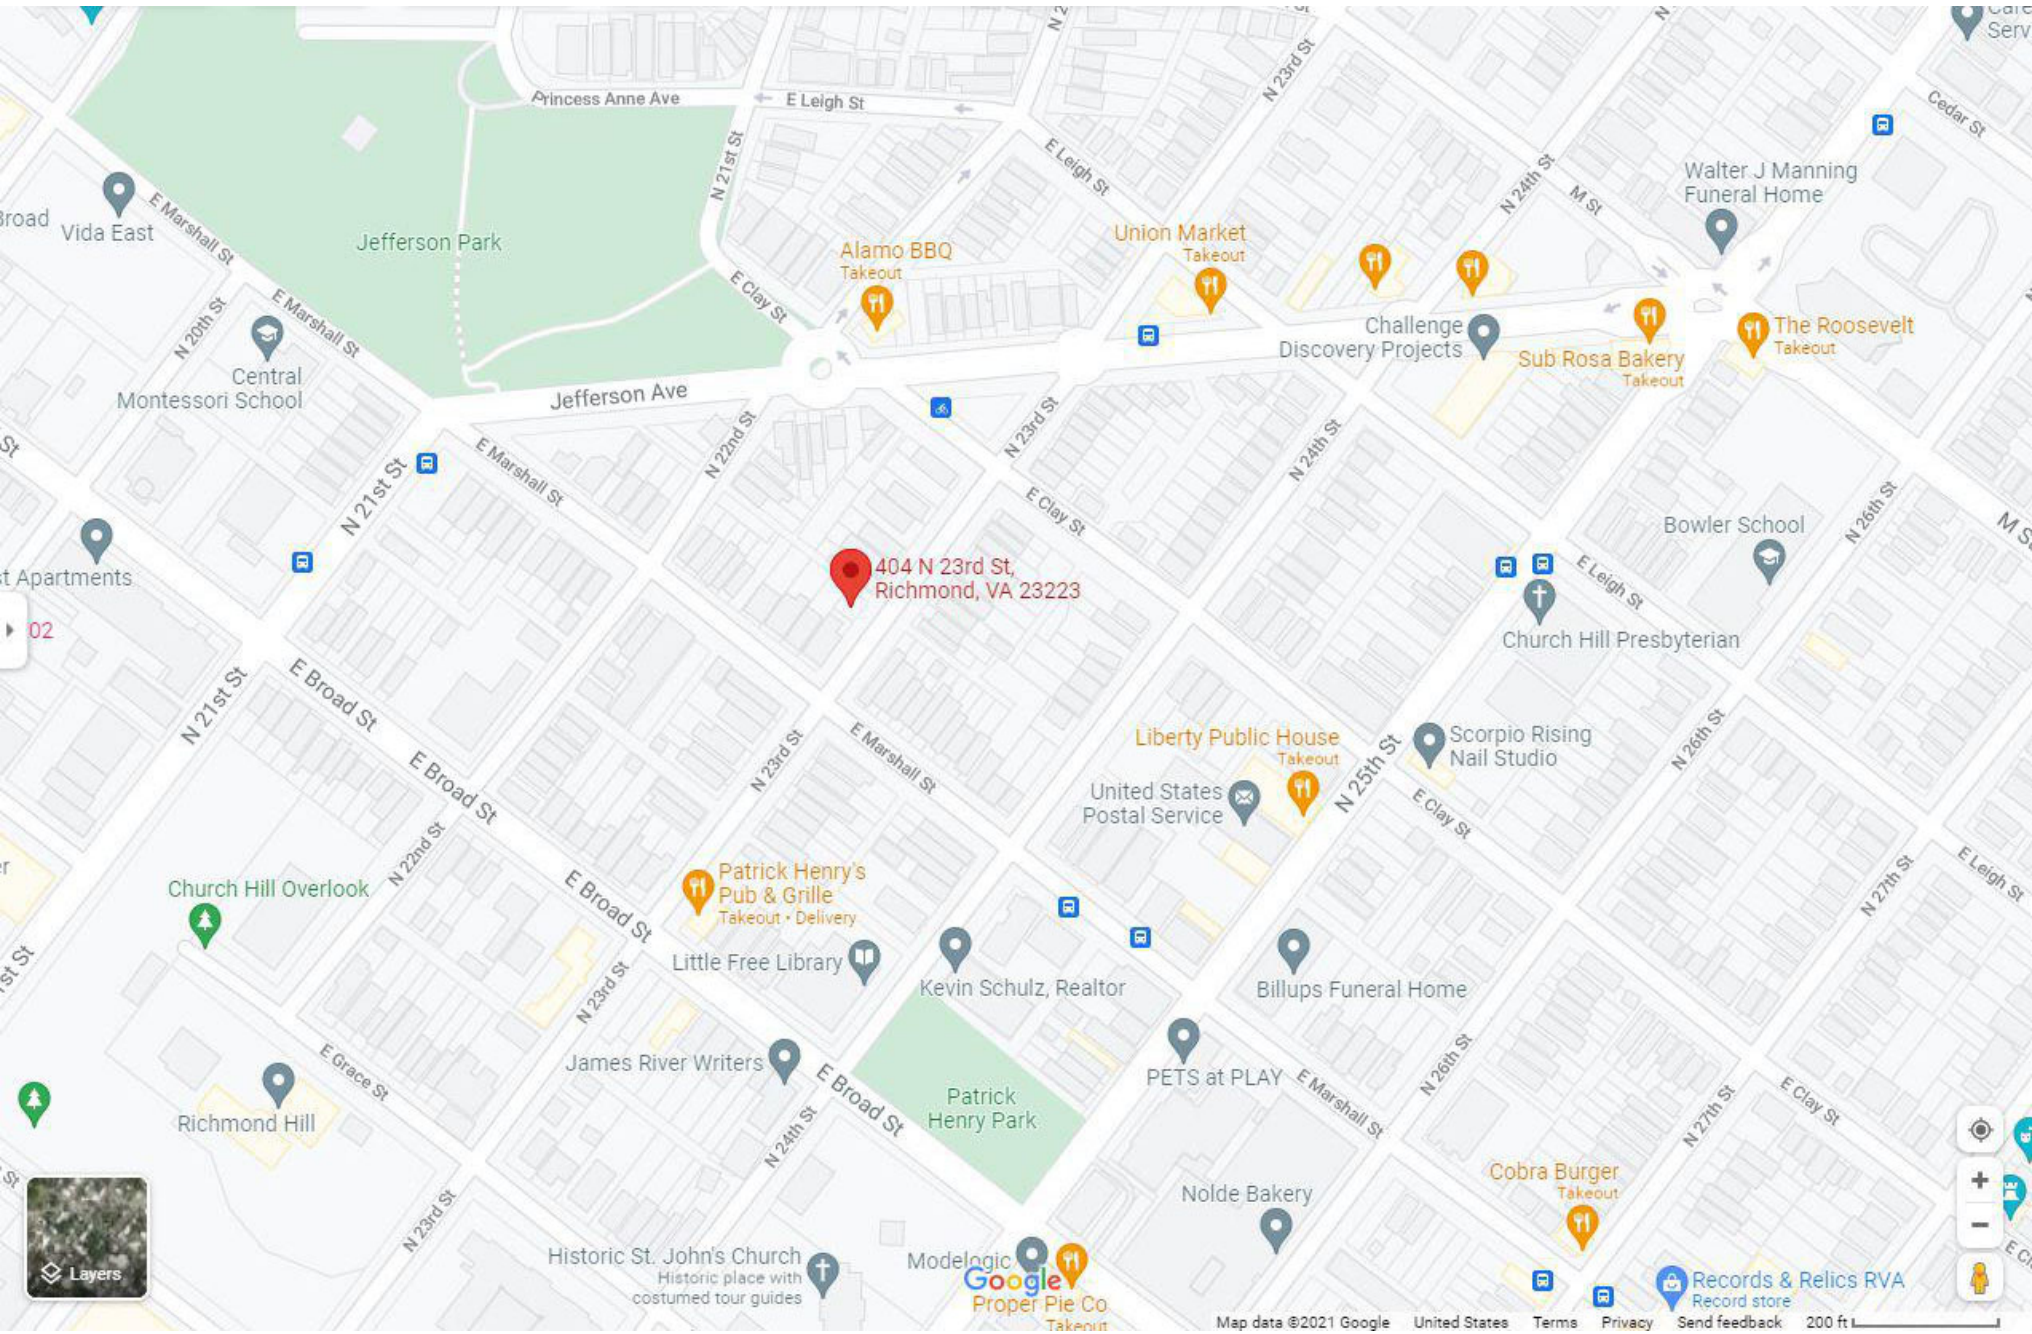 Care
Serv
N 23rd St
Princess Anne Ave
E Leigh St
Cedar St
N 21st St
E Leigh St
N 24th St
M St
Walter J Manning
Funeral Home
Broad
Vida East
E Marshall St
Jefferson Park
Alamo BBQ
Takeout
Union Market
Takeout
E Clay St
N 20th St
E Marshall St
Challenge
Discovery Projects
Sub Rosa Bakery
Takeout
The Roosevelt
Takeout
Central
Montessori School
Jefferson Ave
St
N 22nd St
N 23rd St
N 24th St
E Marshall St
N 21st St
E Clay St
N 26th St
M St
Bowler School
404 N 23rd St,
Richmond, VA 23223
st Apartments
E Leigh St
02
Church Hill Presbyterian
N 21st St
E Broad St
E Broad St
N 23rd St
E Marshall St
Liberty Public House
Takeout
N 25th St
Scorpio Rising
Nail Studio
N 26th St
United States
Postal Service
E Clay St
N 22nd St
Church Hill Overlook
E Broad St
Patrick Henry's
Pub & Grille
Takeout • Delivery
N 27th St
E Leigh St
Little Free Library
Kevin Schulz, Realtor
Billups Funeral Home
1st St
N 23rd St
E Grace St
James River Writers
E Broad St
PETS at PLAY
E Marshall St
N 26th St
Richmond Hill
Patrick
Henry Park
N 24th St
N 27th St
E Clay St
St
N 23rd St
Nolde Bakery
Cobra Burger
Takeout
Layers
Historic St. John's Church
Historic place with
costumed tour guides
Modelogic
Google
Proper Pie Co
Takeout
Records & Relics RVA
Record store
Map data ©2021 Google United States Terms Privacy Send feedback 200 ft